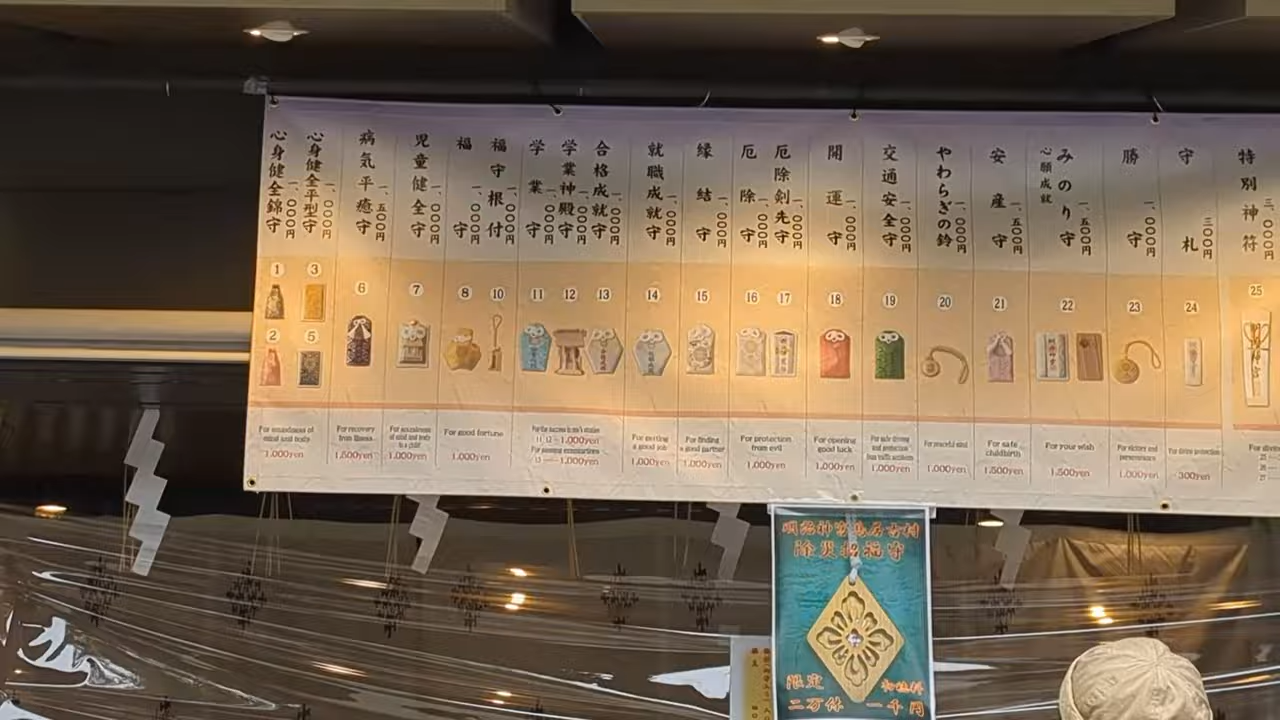 心身健全錦守 一、〇〇〇円
心身健全平型守 一、〇〇〇円
病気平癒守 一、五〇〇円
児童健全守 一、〇〇〇円
福守
福守根付 一、〇〇〇円
学業守
学業神殿守 一、〇〇〇円
合格成就守 一、〇〇〇円
就職成就守 一、〇〇〇円
縁結守 一、〇〇〇円
厄除守 一、〇〇〇円
厄除剣先守 一、〇〇〇円
開運守 一、〇〇〇円
交通安全守 一、〇〇〇円
やわらぎの鈴 一、〇〇〇円
安産守 一、五〇〇円
心願成就 みのり守 一、五〇〇円
勝守 一、〇〇〇円
守札 三〇〇円
特別神符 三、〇〇〇円
① ③ ⑥ ⑦ ⑧ ⑩ ⑪ ⑫ ⑬ ⑭ ⑮ ⑯ ⑰ ⑱ ⑲ ⑳ ㉑ ㉒ ㉓ ㉔ ㉕
② ⑤
For soundness of
mind and body
1,000yen
For recovery
from illness
1,500yen
For soundness
of mind and body
to a child
1,000yen
For good fortune
1,000yen
For the success in one's studies
11, 12 — 1,000yen
For passing examinations
13 — 1,000yen
For getting
a good job
1,000yen
For finding
a good partner
1,000yen
For protection
from evil
1,000yen
For opening
good luck
1,000yen
For safe driving
and protection
from traffic accidents
1,000yen
For peaceful mind
1,000yen
For safe
childbirth
1,500yen
For your wish
1,500yen
For victory and
perseverance
1,000yen
For divine protection
300yen
For divine
25
26
27
明治神宮鳥居古材
除災招福守
限定
二万体
初穂料
一千円